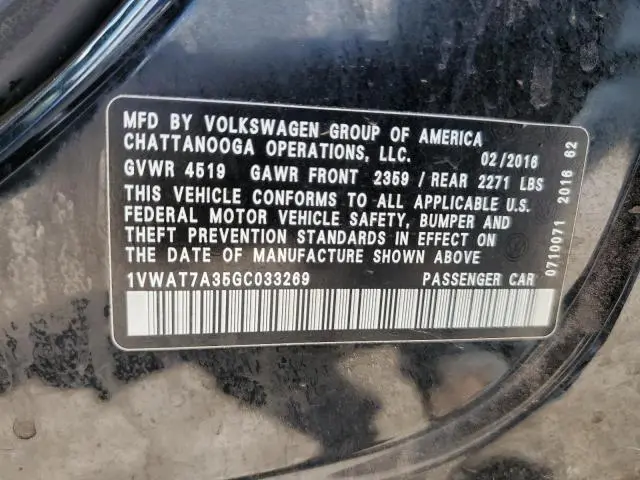 MFD BY VOLKSWAGEN GROUP OF AMERICA
CHATTANOOGA OPERATIONS, LLC. 02/2016
GVWR 4519 GAWR FRONT 2359 / REAR 2271 LBS
THIS VEHICLE CONFORMS TO ALL APPLICABLE U.S.
FEDERAL MOTOR VEHICLE SAFETY, BUMPER AND
THEFT PREVENTION STANDARDS IN EFFECT ON
THE DATE OF MANUFACTURE SHOWN ABOVE
1VWAT7A35GC033269 PASSENGER CAR
0710071 2016 62